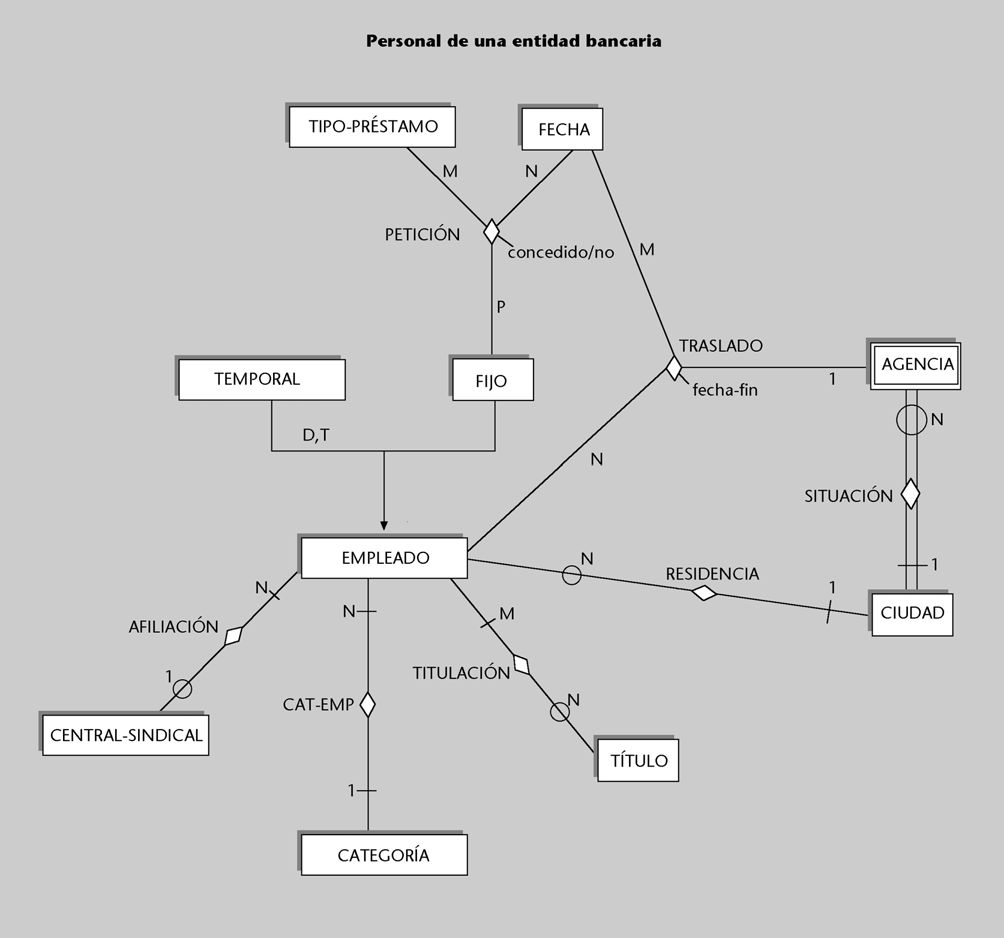 Personal de una entidad bancaria
TIPO-PRÉSTAMO
FECHA
M
N
PETICIÓN
concedido/no
M
P
TRASLADO
TEMPORAL
FIJO
AGENCIA
1
fecha-fin
N
D,T
N
SITUACIÓN
EMPLEADO
N
RESIDENCIA
1
1
CIUDAD
N
N
M
AFILIACIÓN
TITULACIÓN
1
CAT-EMP
N
CENTRAL-SINDICAL
TÍTULO
1
CATEGORÍA